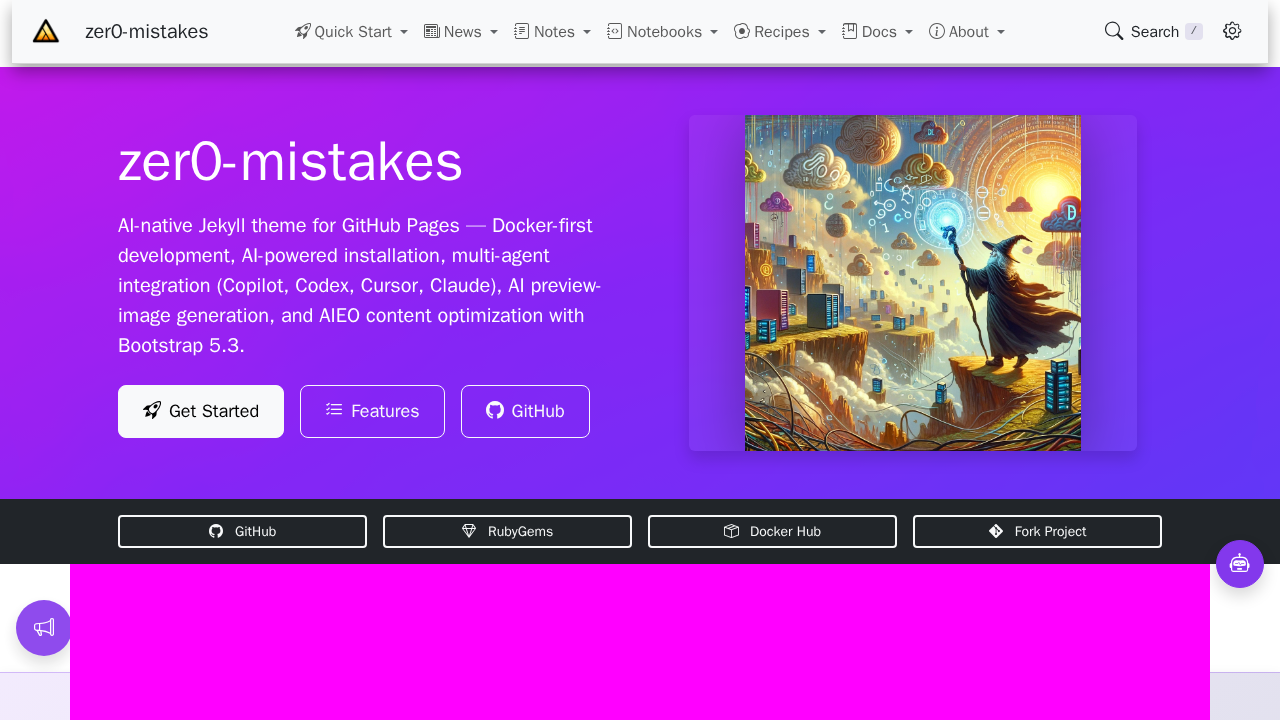 zer0-mistakes
Quick Start
News
Notes
Notebooks
Recipes
Docs
About
Search /
zer0-mistakes
AI-native Jekyll theme for GitHub Pages — Docker-first
development, AI-powered installation, multi-agent
integration (Copilot, Codex, Cursor, Claude), AI preview-
image generation, and AIEO content optimization with
Bootstrap 5.3.
Get Started
Features
GitHub
GitHub
RubyGems
Docker Hub
Fork Project